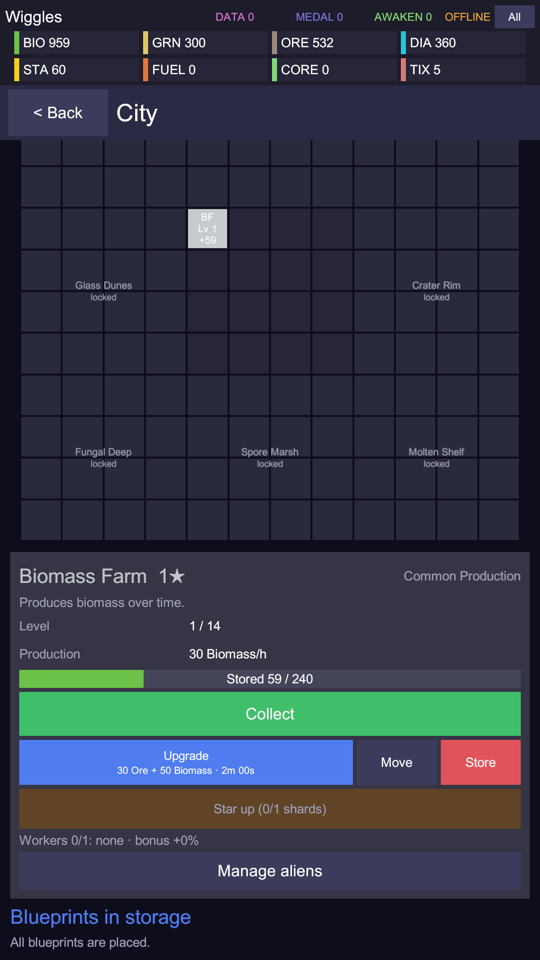 Wiggles DATA 0 MEDAL 0 AWAKEN 0 OFFLINE All
BIO 959 GRN 300 ORE 532 DIA 360
STA 60 FUEL 0 CORE 0 TIX 5
< Back City
BF
Lv 1
+59
Glass Dunes Crater Rim
locked locked
Fungal Deep Spore Marsh Molten Shelf
locked locked locked
Biomass Farm 1★ Common Production
Produces biomass over time.
Level 1 / 14
Production 30 Biomass/h
Stored 59 / 240
Collect
Upgrade
30 Ore + 50 Biomass · 2m 00s
Move Store
Star up (0/1 shards)
Workers 0/1: none · bonus +0%
Manage aliens
Blueprints in storage
All blueprints are placed.